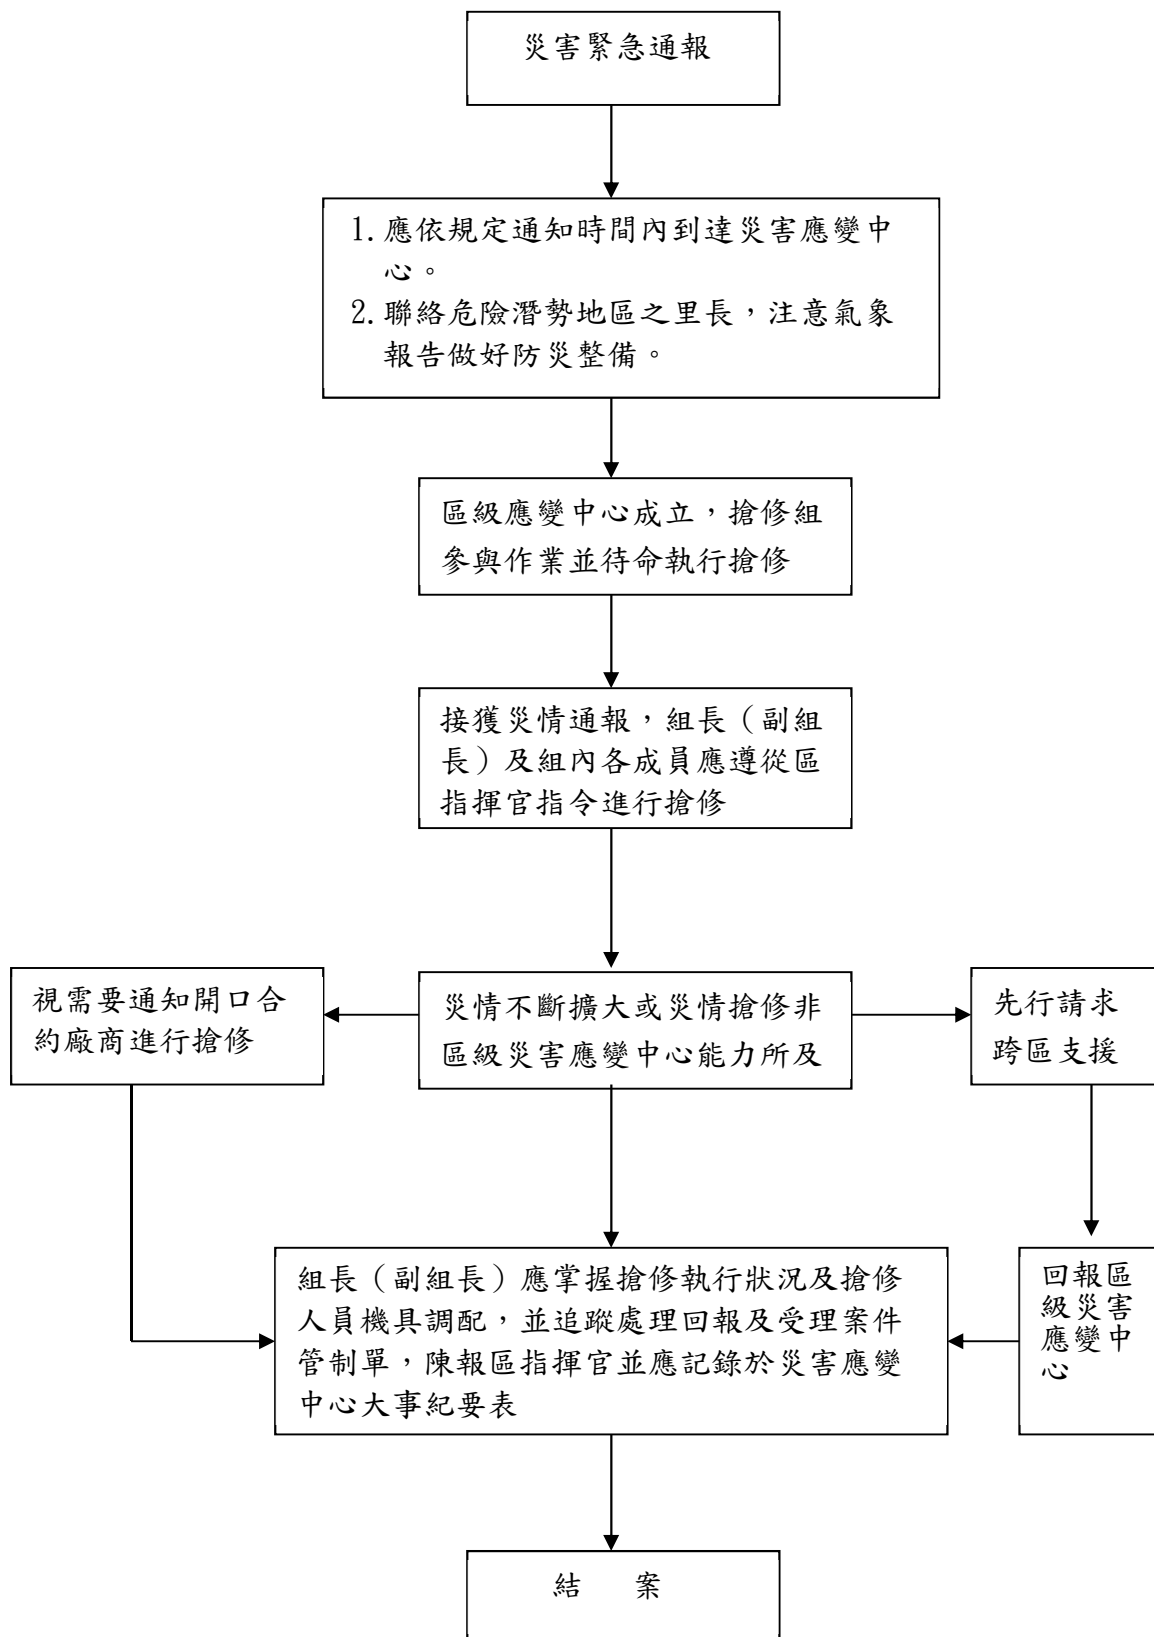 災害緊急通報
1. 應依規定通知時間內到達災害應變中
心。
2. 聯絡危險潛勢地區之里長，注意氣象
報告做好防災整備。
區級應變中心成立，搶修組
參與作業並待命執行搶修
接獲災情通報，組長（副組
長）及組內各成員應遵從區
指揮官指令進行搶修
視需要通知開口合
約廠商進行搶修
災情不斷擴大或災情搶修非
區級災害應變中心能力所及
先行請求
跨區支援
組長（副組長）應掌握搶修執行狀況及搶修
人員機具調配，並追蹤處理回報及受理案件
管制單，陳報區指揮官並應記錄於災害應變
中心大事紀要表
回報區
級災害
應變中
心
結　案